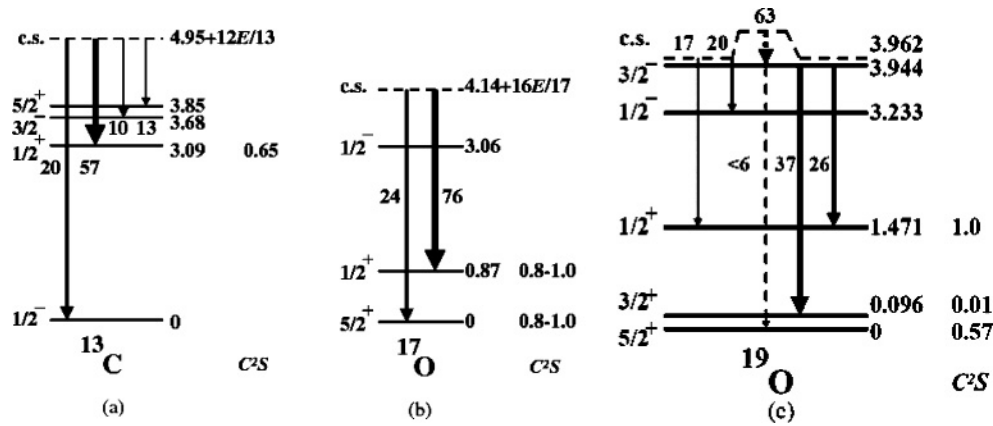 c.s. 4.95+12E/13
5/2+ 3.85
3/2- 10 13 3.68
1/2+ 3.09 0.65
20 57
1/2- 0
13C C²S
(a)
c.s. 4.14+16E/17
1/2- 3.06
24 76
1/2+ 0.87 0.8-1.0
5/2+ 0 0.8-1.0
17O C²S
(b)
63
c.s. 17 20 3.962
3/2- 3.944
1/2- 3.233
<6 37 26
1/2+ 1.471 1.0
3/2+ 0.096 0.01
5/2+ 0 0.57
19O C²S
(c)